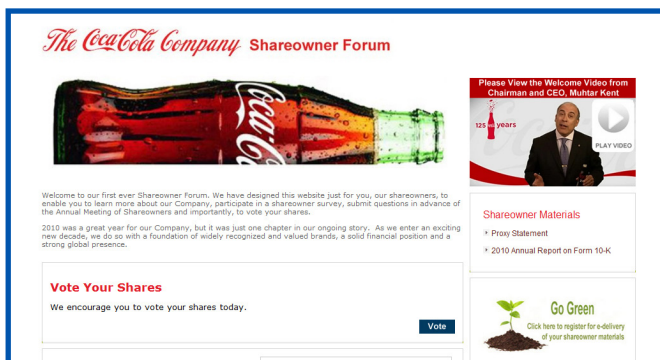 The Coca-Cola Company Shareowner Forum
Coca-Co
Welcome to our first ever Shareowner Forum. We have designed this website just for you, our shareowners, to
enable you to learn more about our Company, participate in a shareowner survey, submit questions in advance of
the Annual Meeting of Shareowners and importantly, to vote your shares.
2010 was a great year for our Company, but it was just one chapter in our ongoing story. As we enter an exciting
new decade, we do so with a foundation of widely recognized and valued brands, a solid financial position and a
strong global presence.
Vote Your Shares
We encourage you to vote your shares today.
Vote
Please View the Welcome Video from
Chairman and CEO, Muhtar Kent
125 years
PLAY VIDEO
Shareowner Materials
Proxy Statement
2010 Annual Report on Form 10-K
Go Green
Click here to register for e-delivery
of your shareowner materials